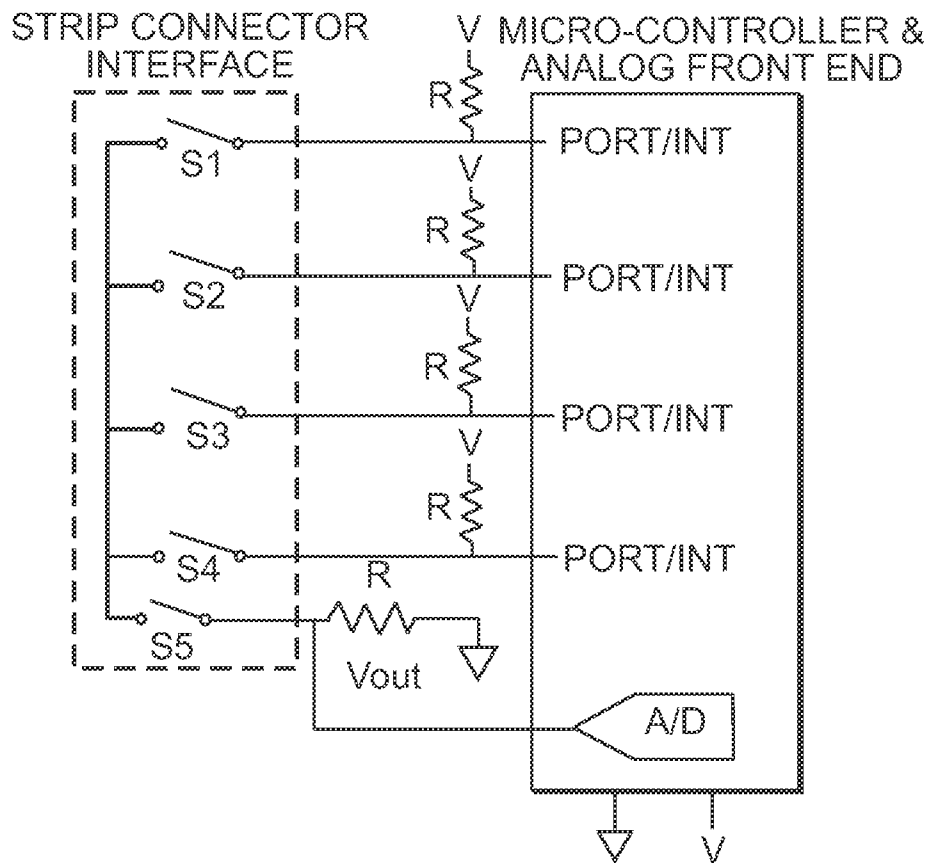 STRIP CONNECTOR
INTERFACE
V
MICRO-CONTROLLER &
ANALOG FRONT END
R
S1
PORT/INT
V
R
S2
PORT/INT
V
R
S3
PORT/INT
V
R
S4
PORT/INT
R
S5
Vout
A/D
V